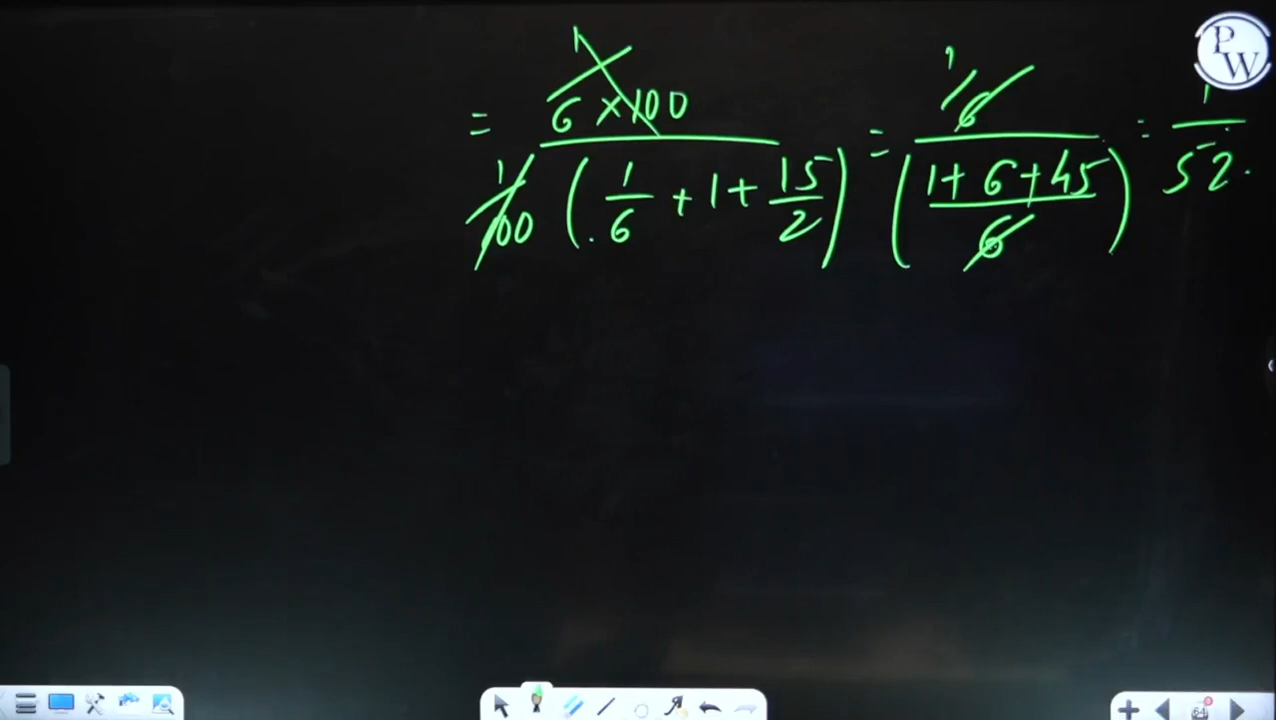 PW
= 1/(6 × 100) / (1/100 (1/6 + 1 + 15/2)) = (1/6) / ((1 + 6 + 45)/6) = 1/52.
64